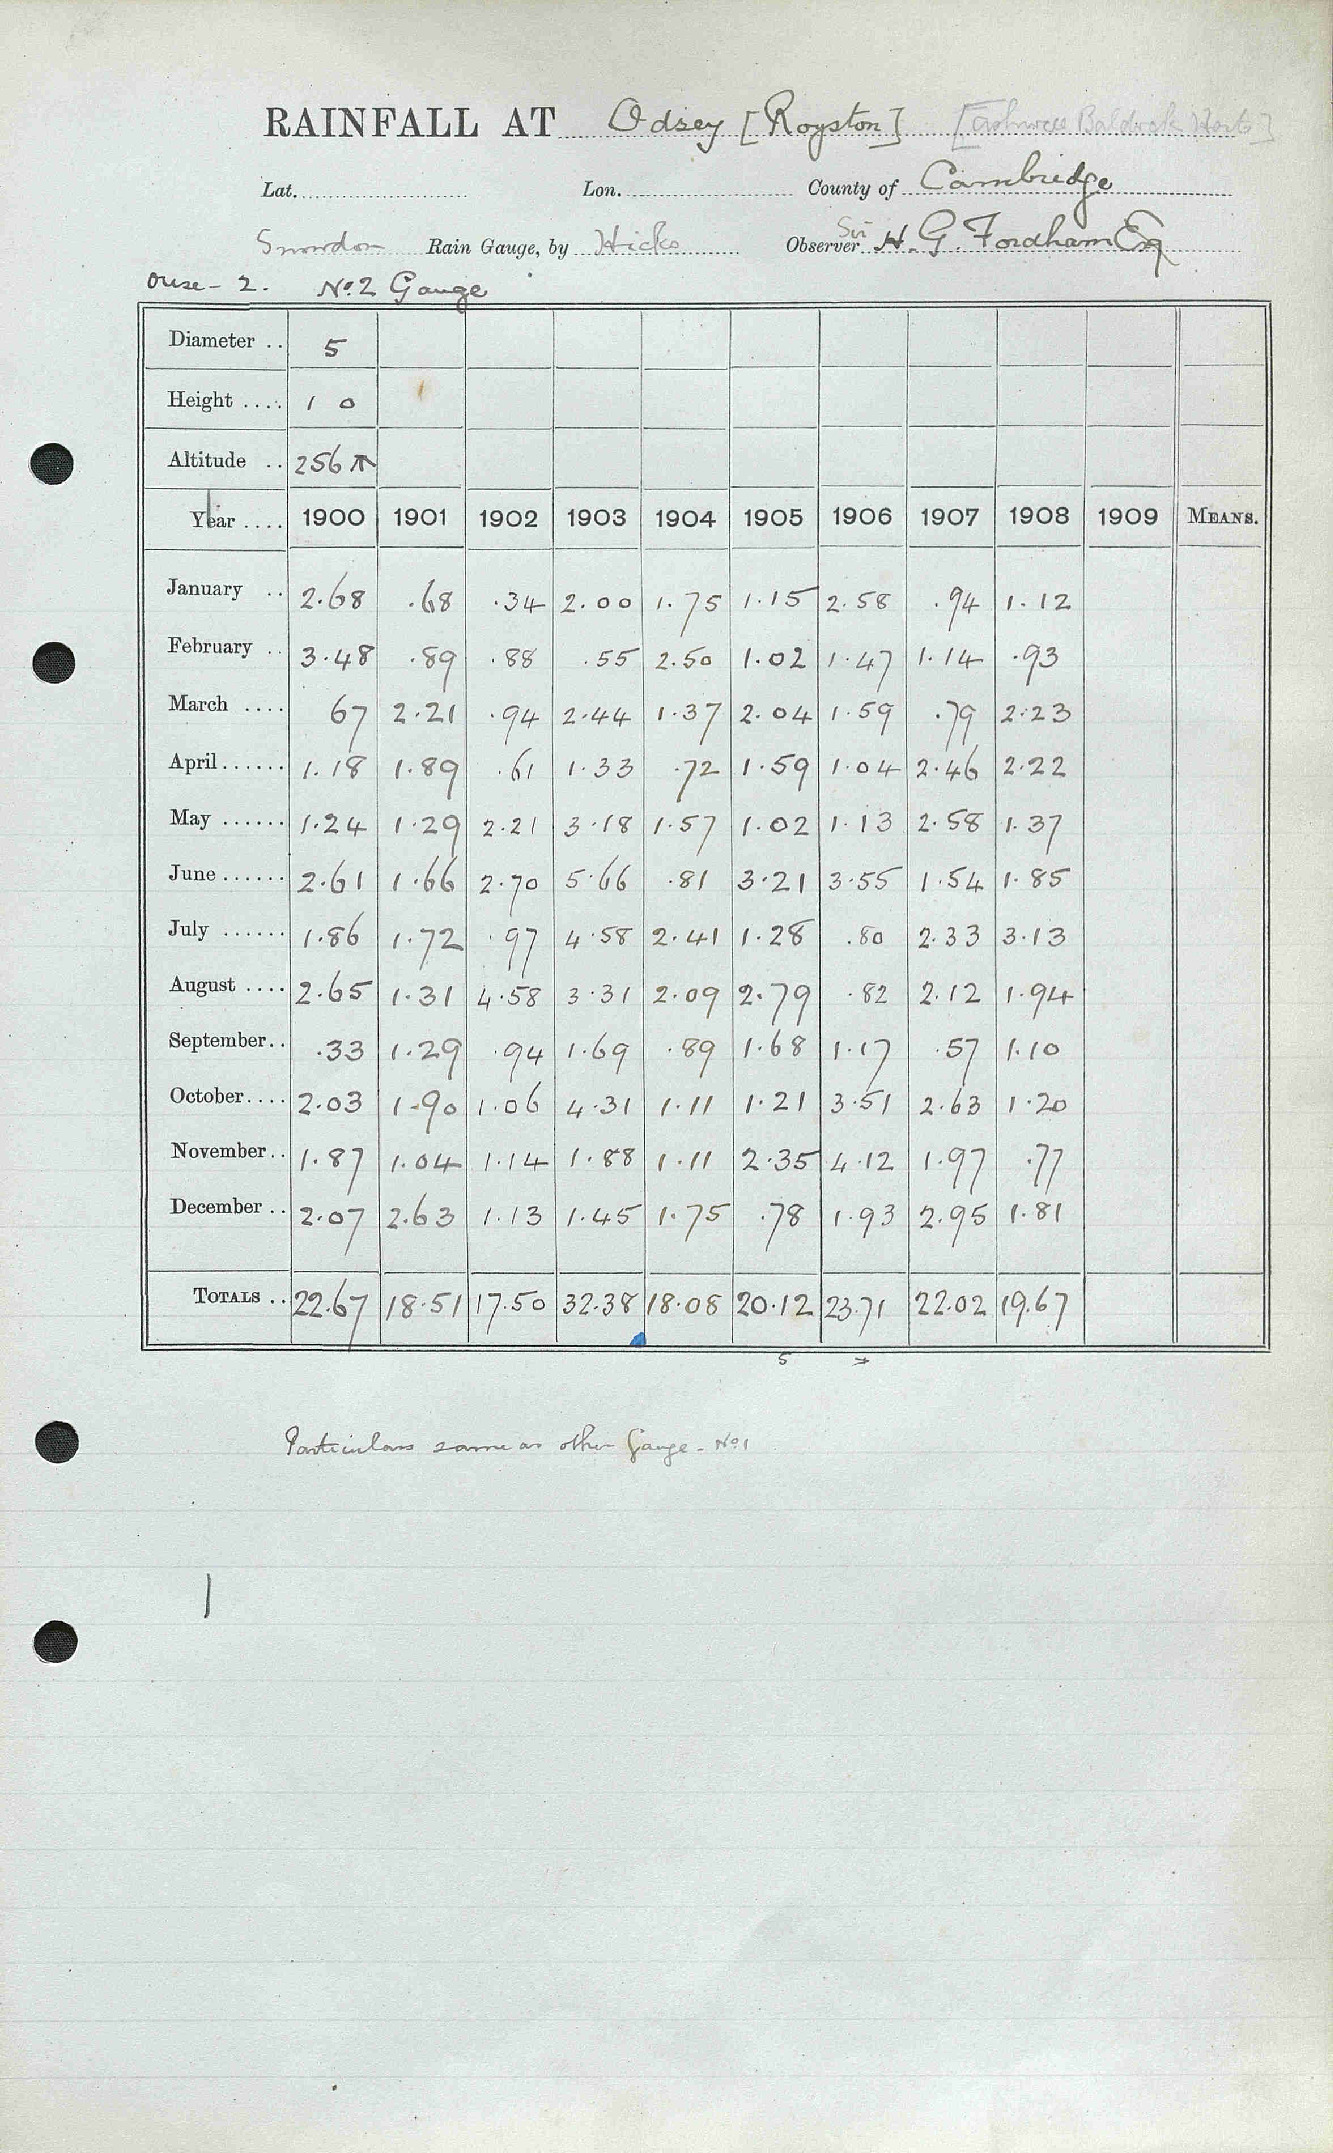 RAINFALL AT Odsey [Royston] [Ashwell Baldock Herts]
Lat. Lon. County of Cambridge
Snowdon Rain Gauge, by Hicks Observer Sir H. G. Fordham Esq
Ouse - 2. No. 2 Gauge
Diameter .. 5
Height .... 1 0
Altitude .. 256
Year .... 1900 1901 1902 1903 1904 1905 1906 1907 1908 1909 MEANS.
January .. 2.68 .68 .34 2.00 1.75 1.15 2.58 .94 1.12
February .. 3.48 .89 .88 .55 2.50 1.02 1.47 1.14 .93
March .... 67 2.21 .94 2.44 1.37 2.04 1.59 .79 2.23
April...... 1.18 1.89 .61 1.33 .72 1.59 1.04 2.46 2.22
May ...... 1.24 1.29 2.21 3.18 1.57 1.02 1.13 2.58 1.37
June...... 2.61 1.66 2.70 5.66 .81 3.21 3.55 1.54 1.85
July ...... 1.86 1.72 .97 4.58 2.41 1.28 .80 2.33 3.13
August .... 2.65 1.31 4.58 3.31 2.09 2.79 .82 2.12 1.94
September.. .33 1.29 .94 1.69 .89 1.68 1.17 .57 1.10
October.... 2.03 1.90 1.06 4.31 1.11 1.21 3.51 2.63 1.20
November.. 1.87 1.04 1.14 1.88 1.11 2.35 4.12 1.97 .77
December .. 2.07 2.63 1.13 1.45 1.75 .78 1.93 2.95 1.81
TOTALS .. 22.67 18.51 17.50 32.38 18.08 20.12 23.71 22.02 19.67
5 7
Particulars same as other Gauge - No. 1